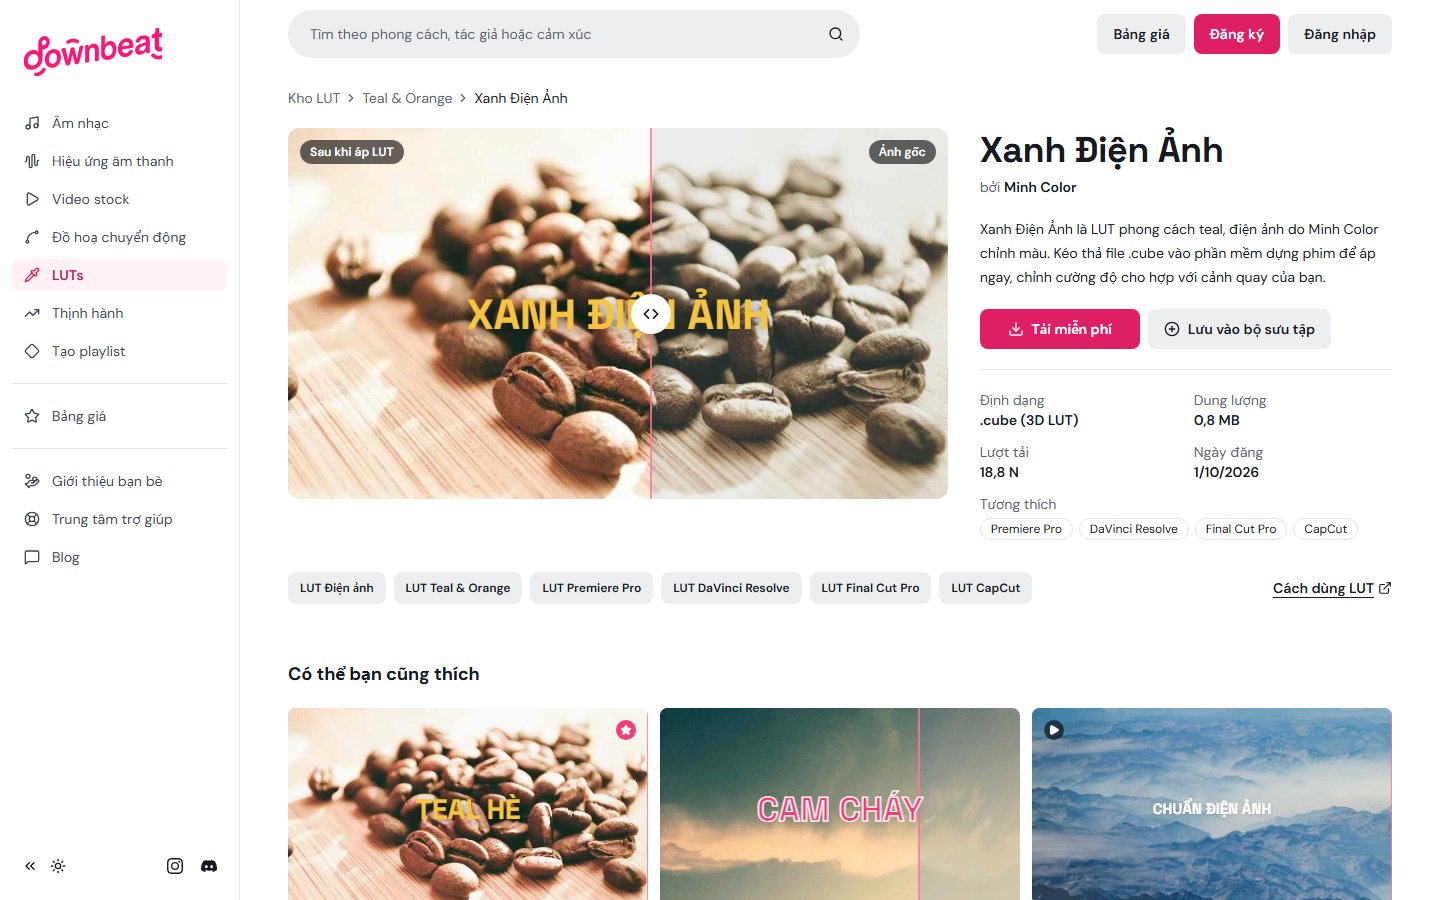 downbeat
Tìm theo phong cách, tác giả hoặc cảm xúc
Bảng giá
Đăng ký
Đăng nhập
Âm nhạc
Hiệu ứng âm thanh
Video stock
Đồ hoạ chuyển động
LUTs
Thịnh hành
Tạo playlist
Bảng giá
Giới thiệu bạn bè
Trung tâm trợ giúp
Blog
Kho LUT
Teal & Orange
Xanh Điện Ảnh
Sau khi áp LUT
Ảnh gốc
XANH ẢNH
Xanh Điện Ảnh
bởi Minh Color
Xanh Điện Ảnh là LUT phong cách teal, điện ảnh do Minh Color
chỉnh màu. Kéo thả file .cube vào phần mềm dựng phim để áp
ngay, chỉnh cường độ cho hợp với cảnh quay của bạn.
Tải miễn phí
Lưu vào bộ sưu tập
Định dạng
.cube (3D LUT)
Dung lượng
0,8 MB
Lượt tải
18,8 N
Ngày đăng
1/10/2026
Tương thích
Premiere Pro
DaVinci Resolve
Final Cut Pro
CapCut
LUT Điện ảnh
LUT Teal & Orange
LUT Premiere Pro
LUT DaVinci Resolve
LUT Final Cut Pro
LUT CapCut
Cách dùng LUT
Có thể bạn cũng thích
TEAL HÈ
CAM CHÁY
CHUẨN ĐIỆN ẢNH